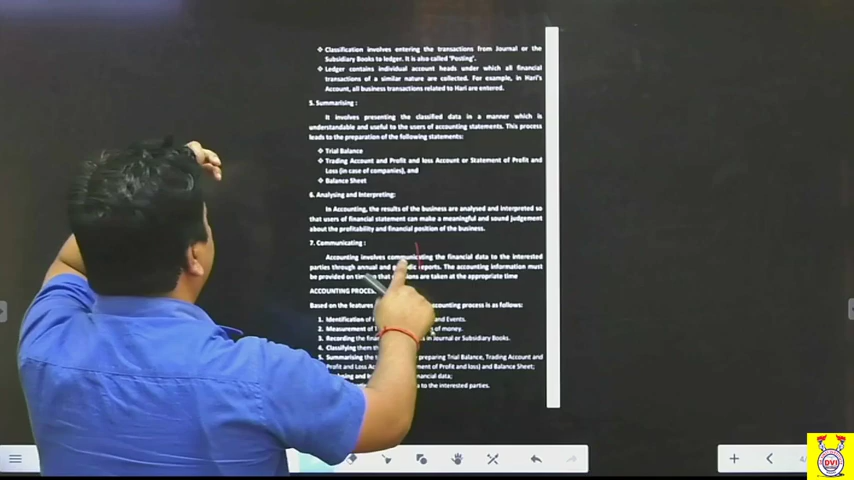 ❖ Classification involves entering the transactions from Journal or the
Subsidiary Books to ledger. It is also called 'Posting'.
❖ Ledger contains individual account heads under which all financial
transactions of a similar nature are collected. For example, in Hari's
Account, all business transactions related to Hari are entered.
5. Summarising :
It involves presenting the classified data in a manner which is
understandable and useful to the users of accounting statements. This process
leads to the preparation of the following statements:
❖ Trial Balance
❖ Trading Account and Profit and loss Account or Statement of Profit and
Loss (in case of companies), and
❖ Balance Sheet
6. Analysing and Interpreting:
In Accounting, the results of the business are analysed and interpreted so
that users of financial statement can make a meaningful and sound judgement
about the profitability and financial position of the business.
7. Communicating :
Accounting involves communicating the financial data to the interested
parties through annual and reports. The accounting information must
be provided on that are taken at the appropriate time
ACCOUNTING
Based on the features accounting process is as follows:
1. Identification of and Events.
2. Measurement of of money.
3. Recording the in Journal or Subsidiary Books.
4. Classifying them
5. Summarising the preparing Trial Balance, Trading Account and
Profit and Loss of Profit and loss) and Balance Sheet;
and data;
to the interested parties.
DVI